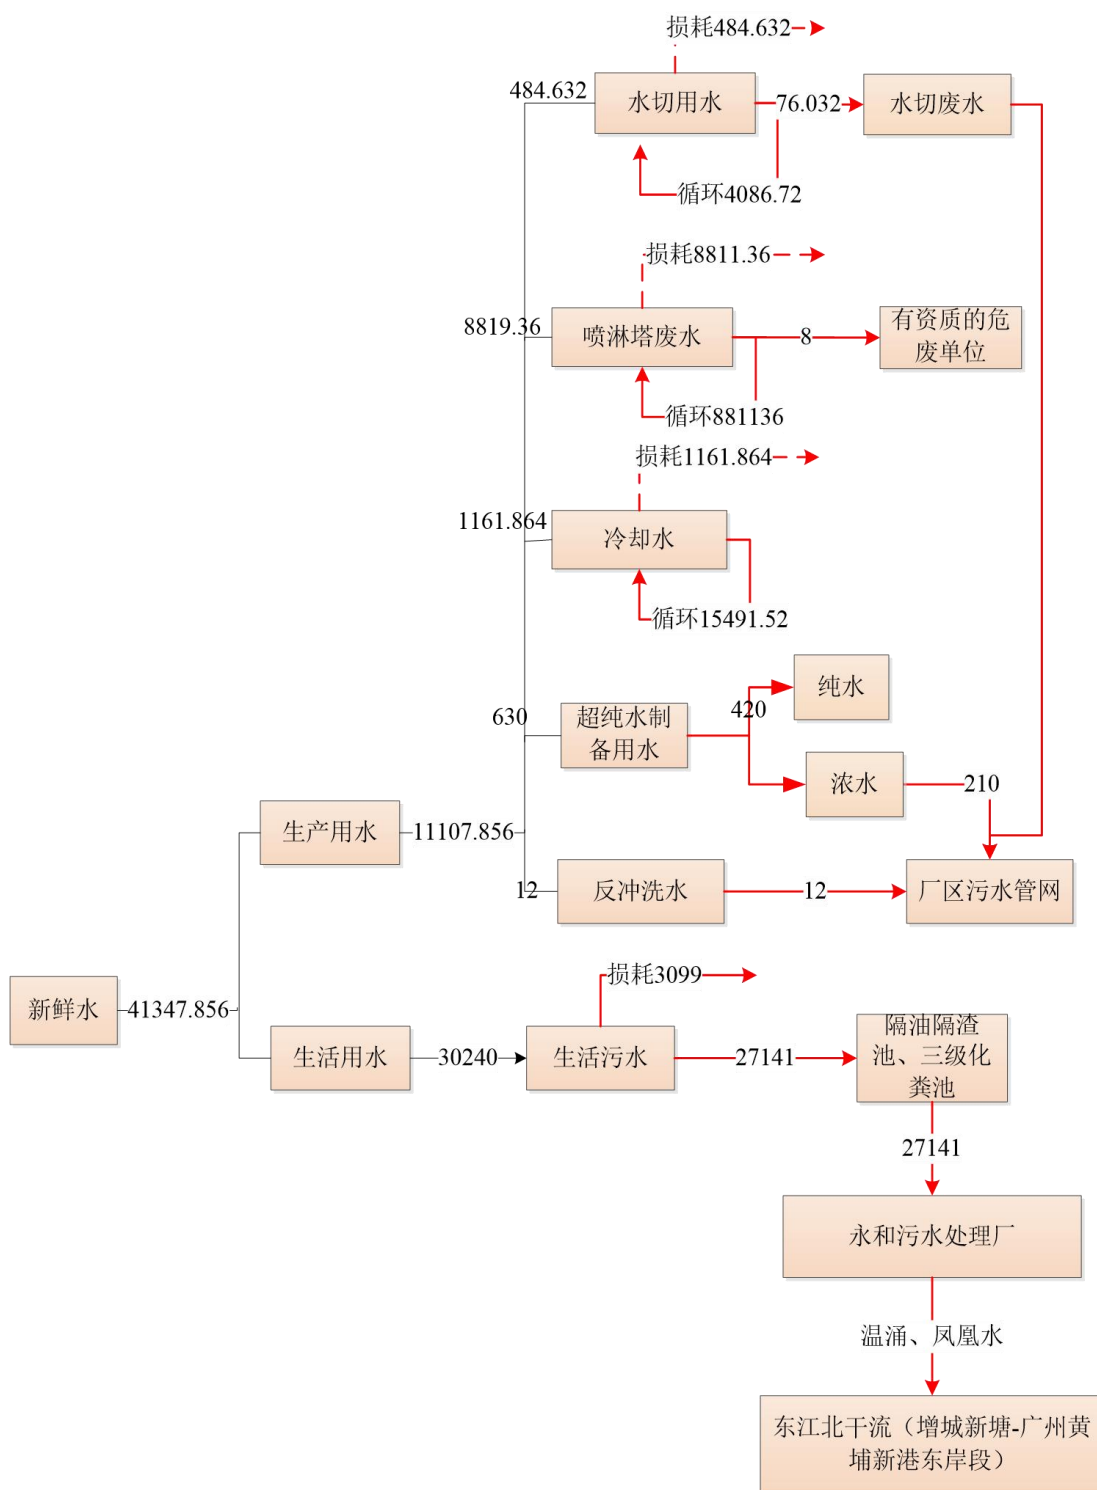 损耗484.632
484.632
水切用水
76.032
水切废水
循环4086.72
损耗8811.36
8819.36
喷淋塔废水
8
有资质的危
废单位
循环881136
损耗1161.864
1161.864
冷却水
循环15491.52
630
超纯水制
备用水
420
纯水
浓水
210
生产用水
11107.856
12
反冲洗水
12
厂区污水管网
新鲜水
41347.856
损耗3099
生活用水
30240
生活污水
27141
隔油隔渣
池、三级化
粪池
27141
永和污水处理厂
温涌、凤凰水
东江北干流（增城新塘-广州黄
埔新港东岸段）